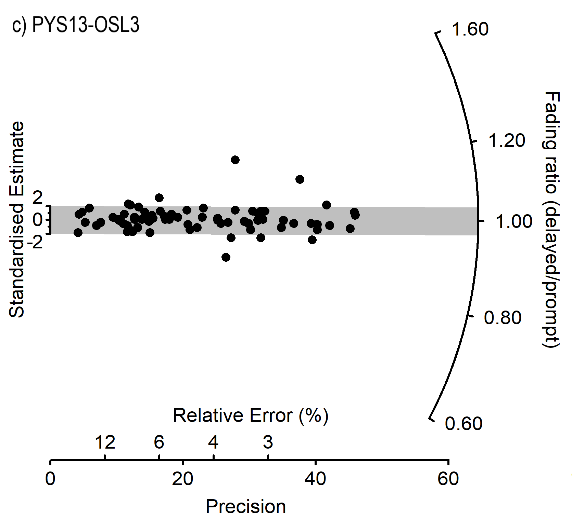 c) PYS13-OSL3
1.60
1.20
1.00
0.80
0.60
Fading ratio (delayed/prompt)
Standardised Estimate
2
0
-2
Relative Error (%)
12 6 4 3
0 20 40 60
Precision